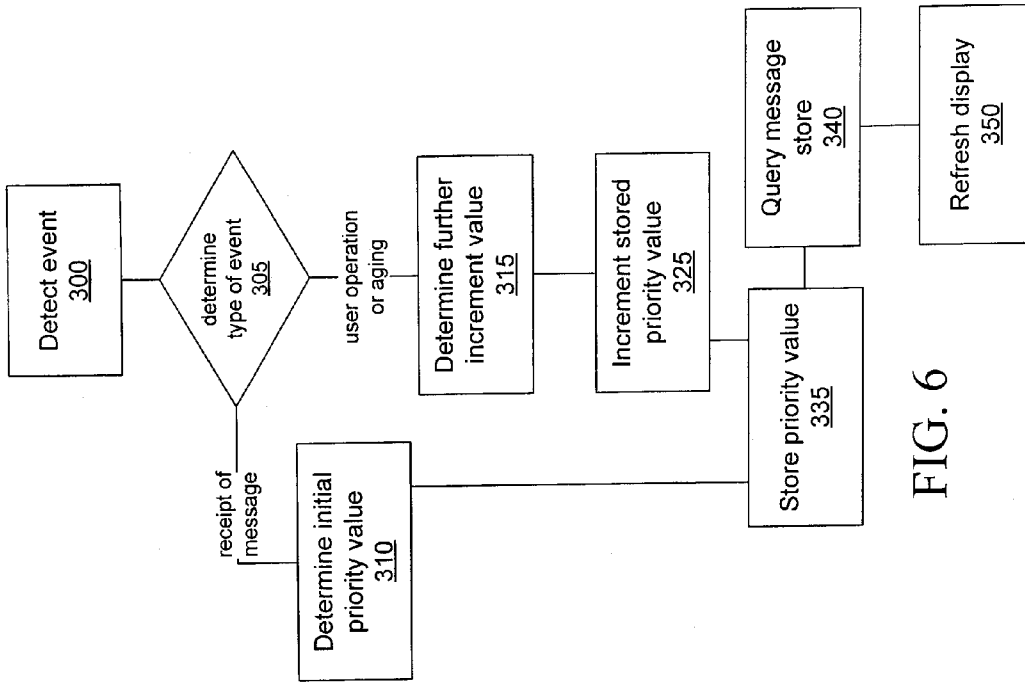 Detect event
300
determine
type of event
305
receipt of
message
user operation
or aging
Determine initial
priority value
310
Determine further
increment value
315
Increment stored
priority value
325
Store priority value
335
Query message
store
340
Refresh display
350
FIG. 6